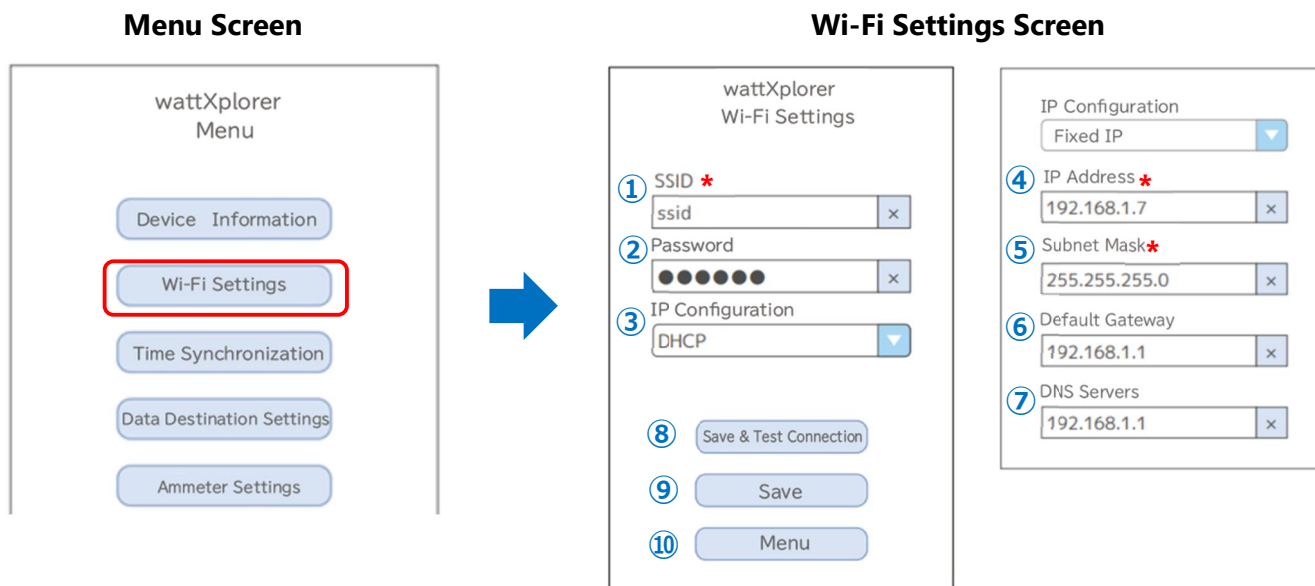 Menu Screen
wattXplorer
Menu
Device Information
Wi-Fi Settings
Time Synchronization
Data Destination Settings
Ammeter Settings
Wi-Fi Settings Screen
wattXplorer
Wi-Fi Settings
① SSID *
ssid ×
② Password
●●●●●● ×
③ IP Configuration
DHCP
⑧ Save & Test Connection
⑨ Save
⑩ Menu
IP Configuration
Fixed IP
④ IP Address *
192.168.1.7 ×
⑤ Subnet Mask*
255.255.255.0 ×
⑥ Default Gateway
192.168.1.1 ×
⑦ DNS Servers
192.168.1.1 ×